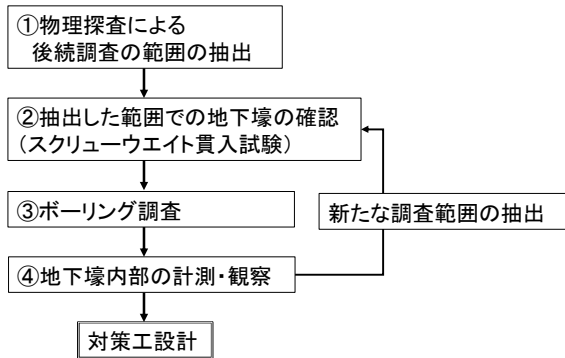 ①物理探査による
後続調査の範囲の抽出
②抽出した範囲での地下壕の確認
（スクリューウエイト貫入試験）
③ボーリング調査
新たな調査範囲の抽出
④地下壕内部の計測・観察
対策工設計